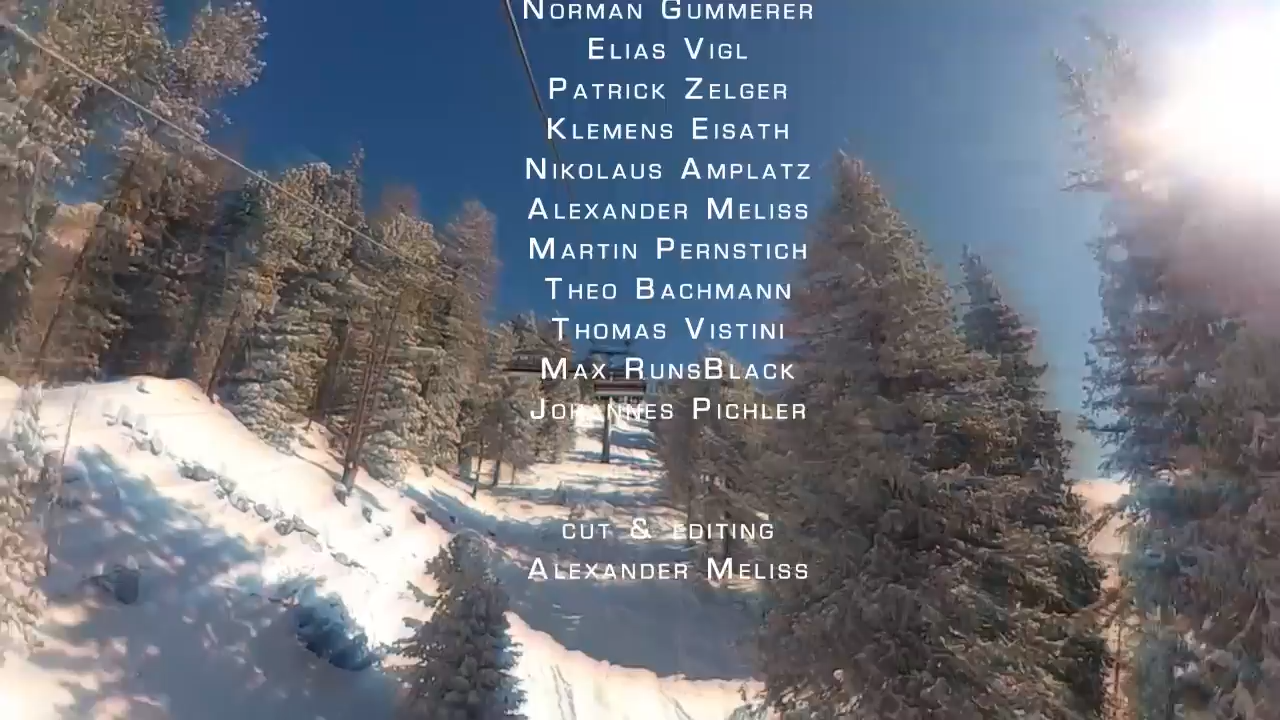 Norman Gummerer
Elias Vigl
Patrick Zelger
Klemens Eisath
Nikolaus Amplatz
Alexander Meliss
Martin Pernstich
Theo Bachmann
Thomas Vistini
Max RunsBlack
Johannes Pichler
cut & editing
Alexander Meliss